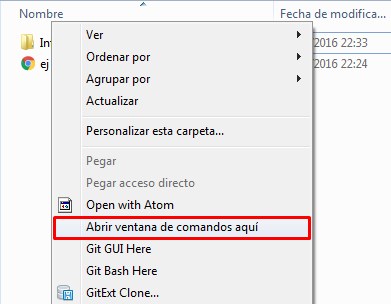 Nombre Fecha de modifica...
Ver
2016 22:33
Ordenar por
ej 2016 22:24
Agrupar por
Actualizar
Personalizar esta carpeta...
Pegar
Pegar acceso directo
Open with Atom
Abrir ventana de comandos aquí
Git GUI Here
Git Bash Here
GitExt Clone...